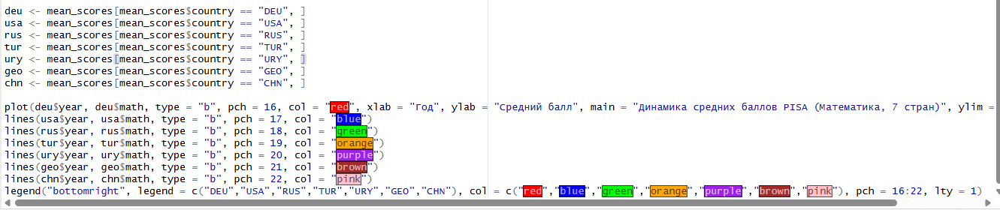 deu <- mean_scores[mean_scores$country == "DEU", ]
usa <- mean_scores[mean_scores$country == "USA", ]
rus <- mean_scores[mean_scores$country == "RUS", ]
tur <- mean_scores[mean_scores$country == "TUR", ]
ury <- mean_scores[mean_scores$country == "URY", ]
geo <- mean_scores[mean_scores$country == "GEO", ]
chn <- mean_scores[mean_scores$country == "CHN", ]
plot(deu$year, deu$math, type = "b", pch = 16, col = "red", xlab = "Год", ylab = "Средний балл", main = "Динамика средних баллов PISA (Математика, 7 стран)", ylim =
lines(usa$year, usa$math, type = "b", pch = 17, col = "blue")
lines(rus$year, rus$math, type = "b", pch = 18, col = "green")
lines(tur$year, tur$math, type = "b", pch = 19, col = "orange")
lines(ury$year, ury$math, type = "b", pch = 20, col = "purple")
lines(geo$year, geo$math, type = "b", pch = 21, col = "brown")
lines(chn$year, chn$math, type = "b", pch = 22, col = "pink")
legend("bottomright", legend = c("DEU","USA","RUS","TUR","URY","GEO","CHN"), col = c("red","blue","green","orange","purple","brown","pink"), pch = 16:22, lty = 1)